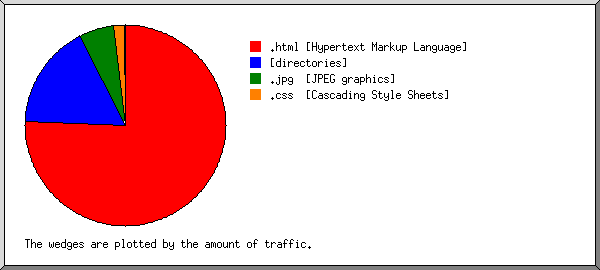 .html [Hypertext Markup Language]
[directories]
.jpg [JPEG graphics]
.css [Cascading Style Sheets]
The wedges are plotted by the amount of traffic.